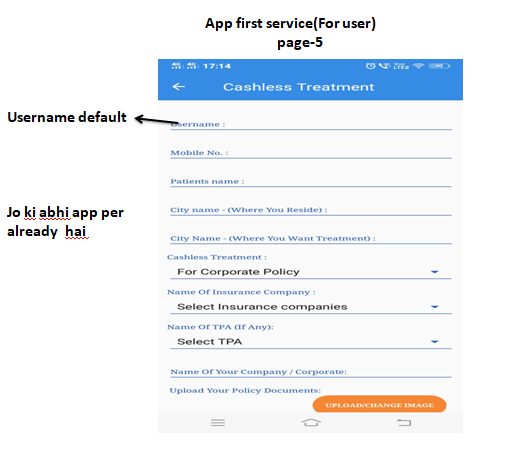 App first service(For user)
page-5
17:14
Cashless Treatment
Username default
Username :
Mobile No. :
Patients name :
Jo ki abhi app per
already hai
City name - (Where You Reside) :
City Name - (Where You Want Treatment) :
Cashless Treatment :
For Corporate Policy
Name Of Insurance Company :
Select Insurance companies
Name Of TPA (If Any):
Select TPA
Name Of Your Company / Corporate:
Upload Your Policy Documents:
UPLOAD/CHANGE IMAGE